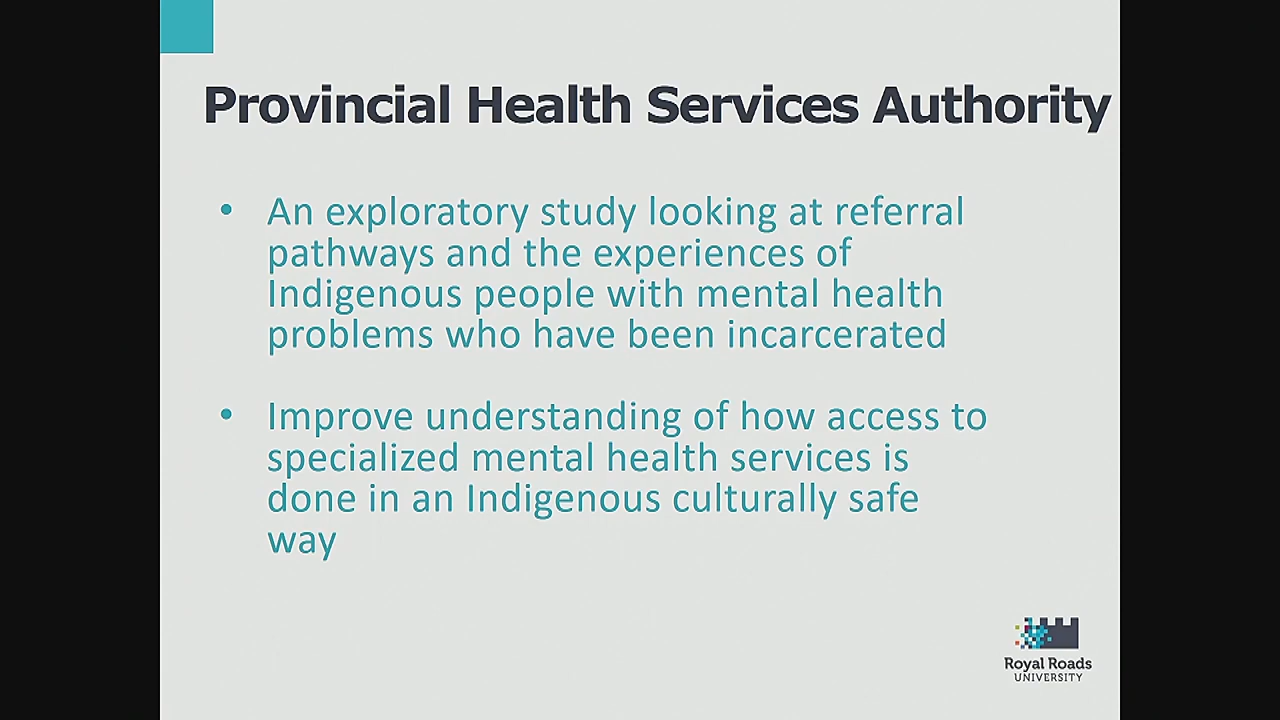 Provincial Health Services Authority
• An exploratory study looking at referral
pathways and the experiences of
Indigenous people with mental health
problems who have been incarcerated
• Improve understanding of how access to
specialized mental health services is
done in an Indigenous culturally safe
way
Royal Roads
UNIVERSITY